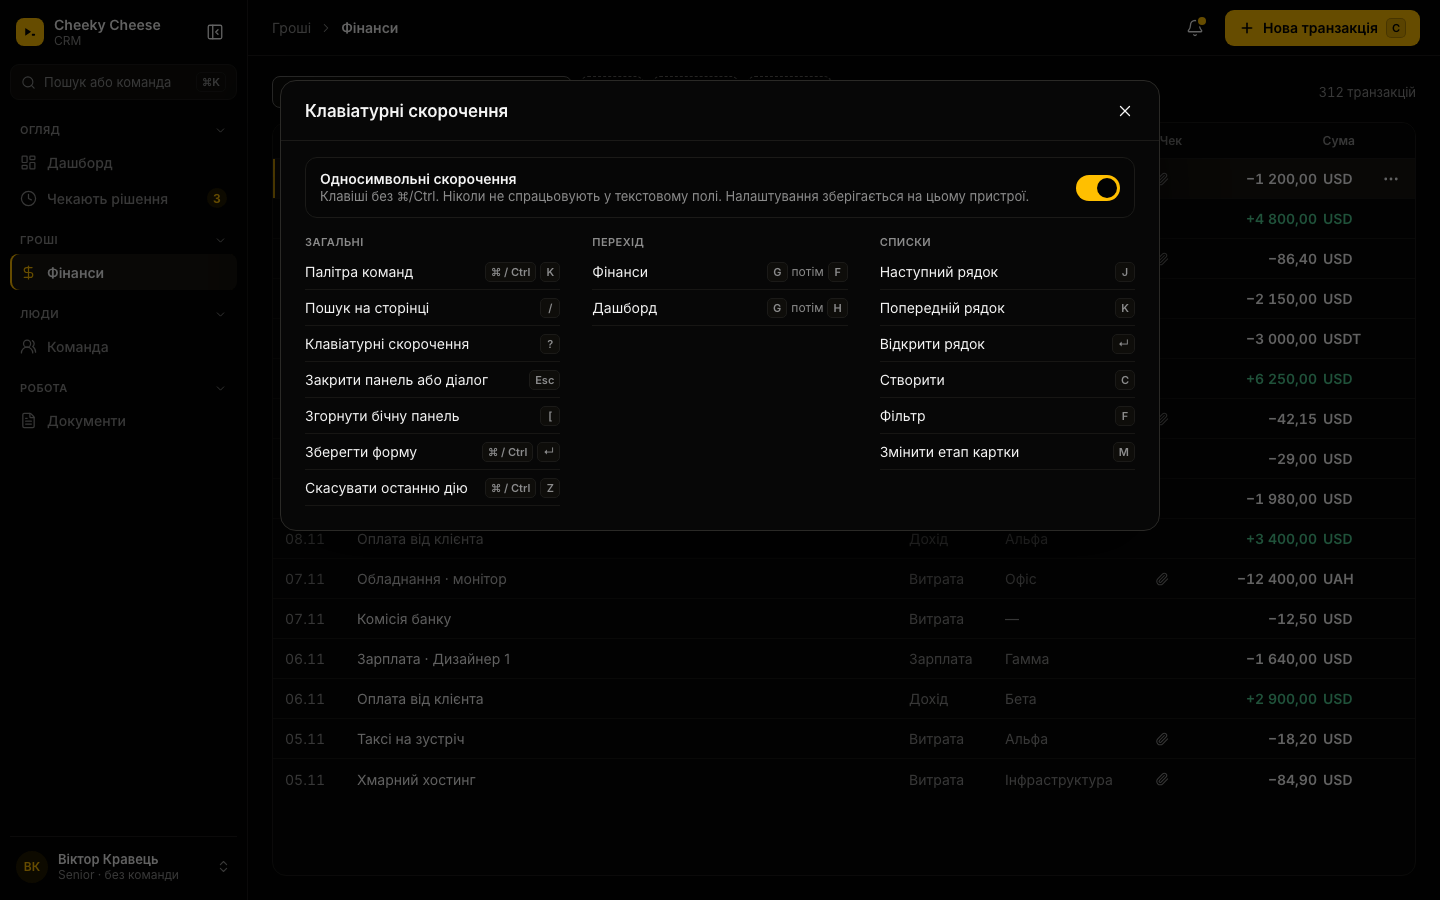 Cheeky Cheese
CRM
Пошук або команда ⌘K
ОГЛЯД
Дашборд
Чекають рішення 3
ГРОШІ
Фінанси
ЛЮДИ
Команда
РОБОТА
Документи
ВК
Віктор Кравець
Senior · без команди
Гроші > Фінанси
Нова транзакція C
312 транзакцій
Клавіатурні скорочення
Односимвольні скорочення
Клавіші без ⌘/Ctrl. Ніколи не спрацьовують у текстовому полі. Налаштування зберігається на цьому пристрої.
ЗАГАЛЬНІ
Палітра команд ⌘ / Ctrl K
Пошук на сторінці /
Клавіатурні скорочення ?
Закрити панель або діалог Esc
Згорнути бічну панель [
Зберегти форму ⌘ / Ctrl ↵
Скасувати останню дію ⌘ / Ctrl Z
ПЕРЕХІД
Фінанси G потім F
Дашборд G потім H
СПИСКИ
Наступний рядок J
Попередній рядок K
Відкрити рядок ↵
Створити C
Фільтр F
Змінити етап картки M
Чек Сума
−1 200,00 USD
+4 800,00 USD
−86,40 USD
−2 150,00 USD
−3 000,00 USDT
+6 250,00 USD
−42,15 USD
−29,00 USD
−1 980,00 USD
08.11 Оплата від клієнта Дохід Альфа +3 400,00 USD
07.11 Обладнання · монітор Витрата Офіс −12 400,00 UAH
07.11 Комісія банку Витрата — −12,50 USD
06.11 Зарплата · Дизайнер 1 Зарплата Гамма −1 640,00 USD
06.11 Оплата від клієнта Дохід Бета +2 900,00 USD
05.11 Таксі на зустріч Витрата Альфа −18,20 USD
05.11 Хмарний хостинг Витрата Інфраструктура −84,90 USD